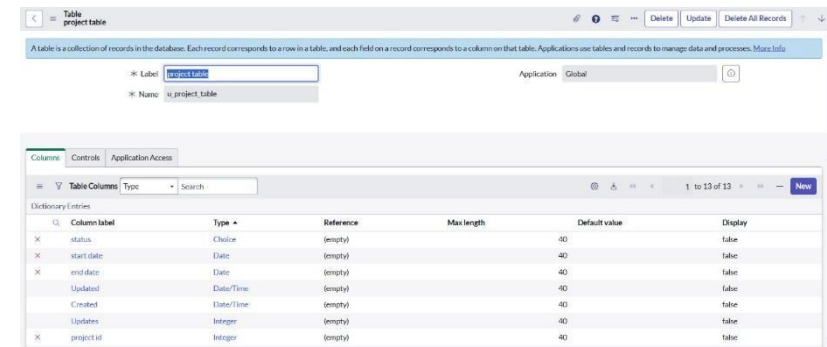 Table
project table
Delete Update Delete All Records
A table is a collection of records in the database. Each record corresponds to a row in a table, and each field on a record corresponds to a column on that table. Applications use tables and records to manage data and processes. More Info
* Label project table Application Global
* Name u_project_table
Columns Controls Application Access
Table Columns Type Search 1 to 13 of 13 New
Dictionary Entries
Column label Type Reference Max length Default value Display
status Choice (empty) 40 false
start date Date (empty) 40 false
end date Date (empty) 40 false
Updated Date/Time (empty) 40 false
Created Date/Time (empty) 40 false
Updates Integer (empty) 40 false
project id Integer (empty) 40 false